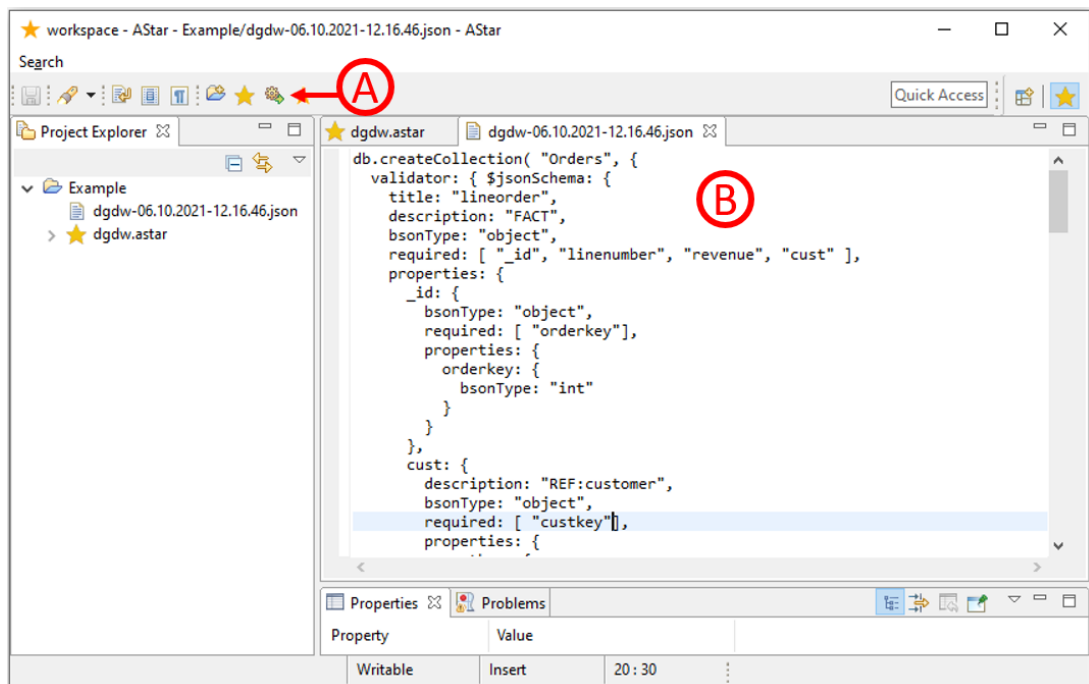 workspace - AStar - Example/dgdw-06.10.2021-12.16.46.json - AStar
Search
A
Quick Access
Project Explorer
Example
dgdw-06.10.2021-12.16.46.json
dgdw.astar
dgdw.astar
dgdw-06.10.2021-12.16.46.json
B
db.createCollection( "Orders", {
validator: { $jsonSchema: {
title: "lineorder",
description: "FACT",
bsonType: "object",
required: [ "_id", "linenumber", "revenue", "cust" ],
properties: {
_id: {
bsonType: "object",
required: [ "orderkey"],
properties: {
orderkey: {
bsonType: "int"
}
}
},
cust: {
description: "REF:customer",
bsonType: "object",
required: [ "custkey"],
properties: {
Properties
Problems
Property Value
Writable Insert 20 : 30